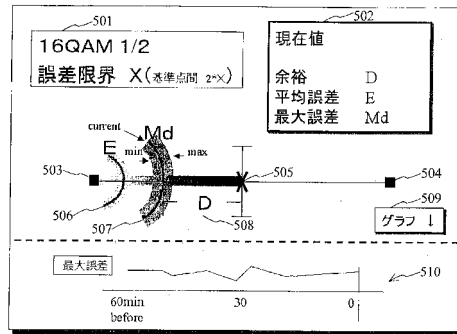 501
502
16QAM 1/2
誤差限界 X(基準点間 2*X)
現在値
余裕 D
平均誤差 E
最大誤差 Md
current
Md
E
min
max
503
505
504
506
D
509
507
508
グラフ ↓
最大誤差
510
60min
before
30
0